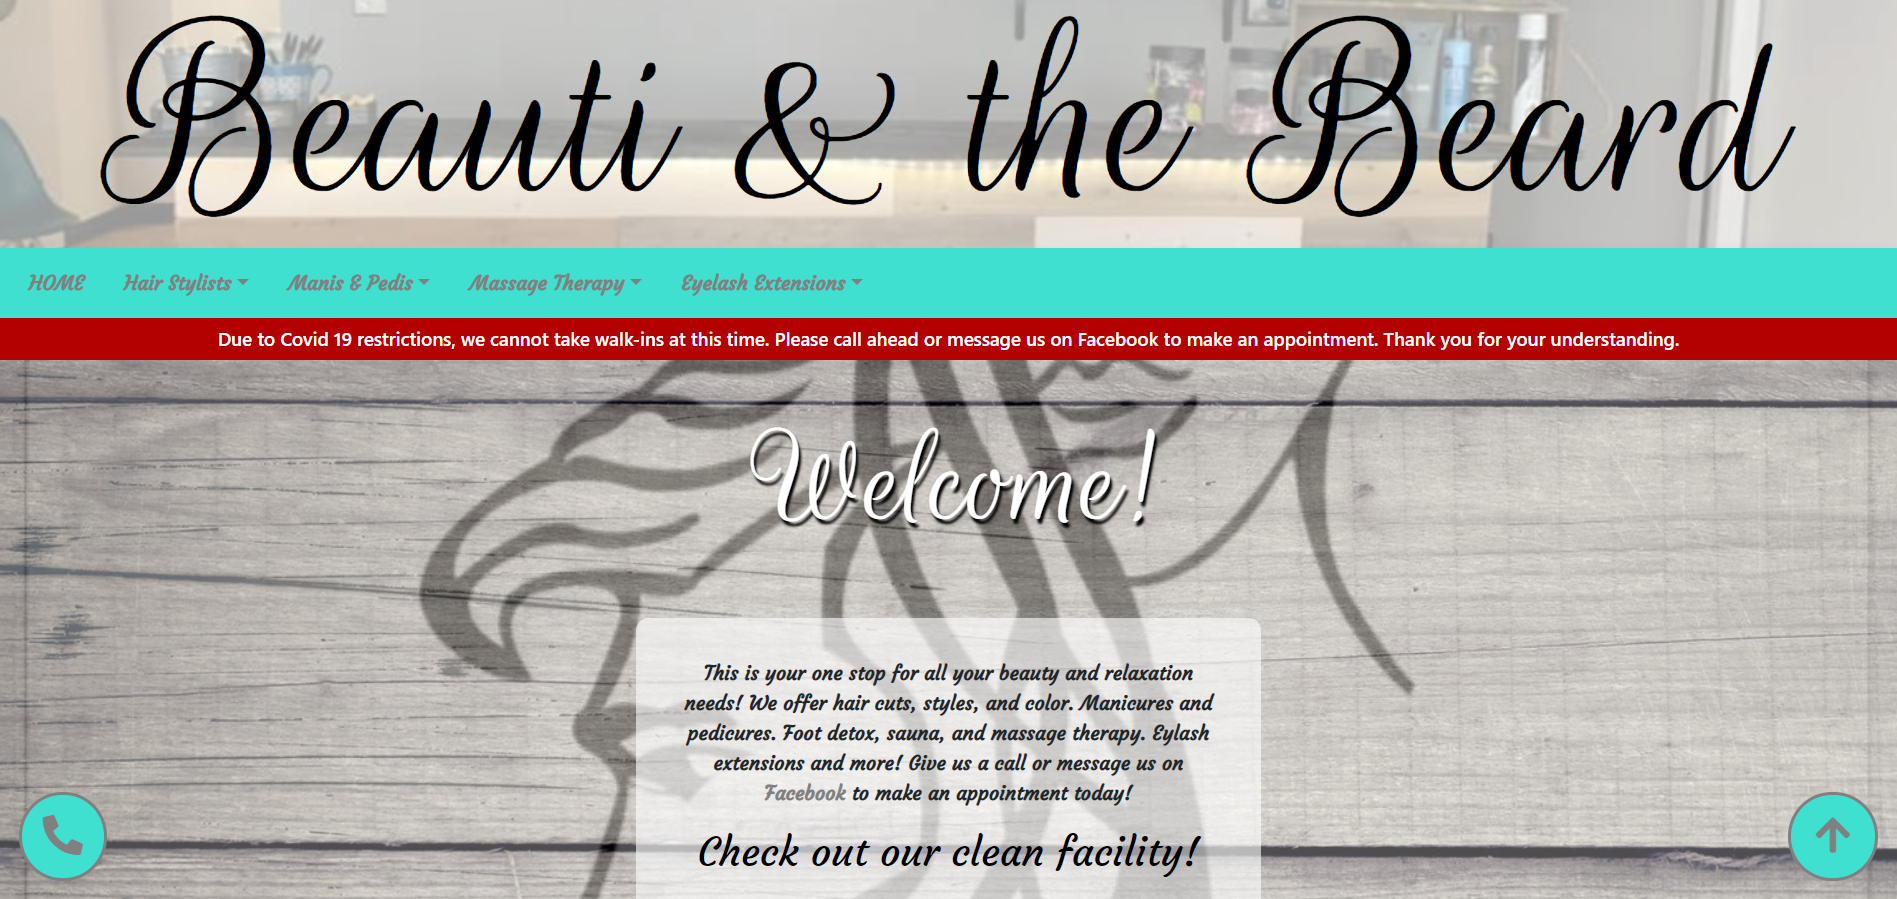 Beauti & the Beard
HOME Hair Stylists Manis & Pedis Massage Therapy Eyelash Extensions
Due to Covid 19 restrictions, we cannot take walk-ins at this time. Please call ahead or message us on Facebook to make an appointment. Thank you for your understanding.
Welcome!
This is your one stop for all your beauty and relaxation
needs! We offer hair cuts, styles, and color. Manicures and
pedicures. Foot detox, sauna, and massage therapy. Eylash
extensions and more! Give us a call or message us on
Facebook to make an appointment today!
Check out our clean facility!